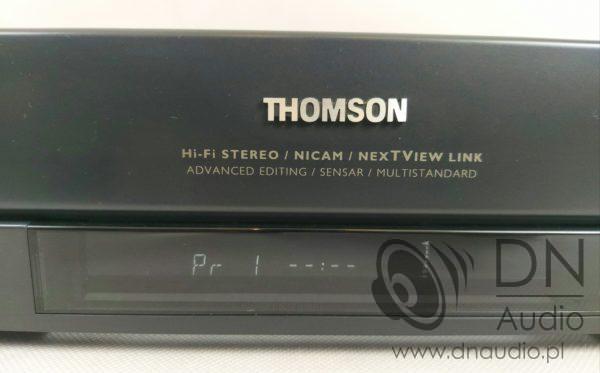 THOMSON
Hi-Fi STEREO / NICAM / NEXTVIEW LINK
ADVANCED EDITING / SENSAR / MULTISTANDARD
Pr 1 --:--
DN
Audio
www.dnaudio.pl